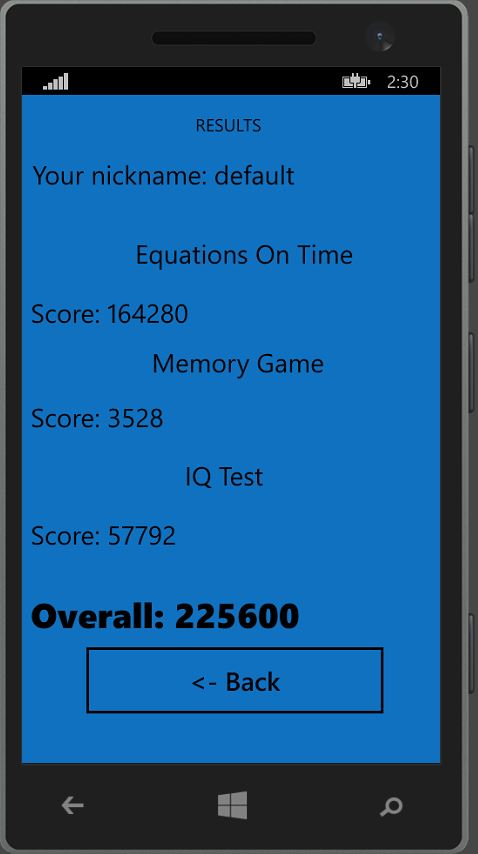 2:30
RESULTS
Your nickname: default
Equations On Time
Score: 164280
Memory Game
Score: 3528
IQ Test
Score: 57792
Overall: 225600
<- Back